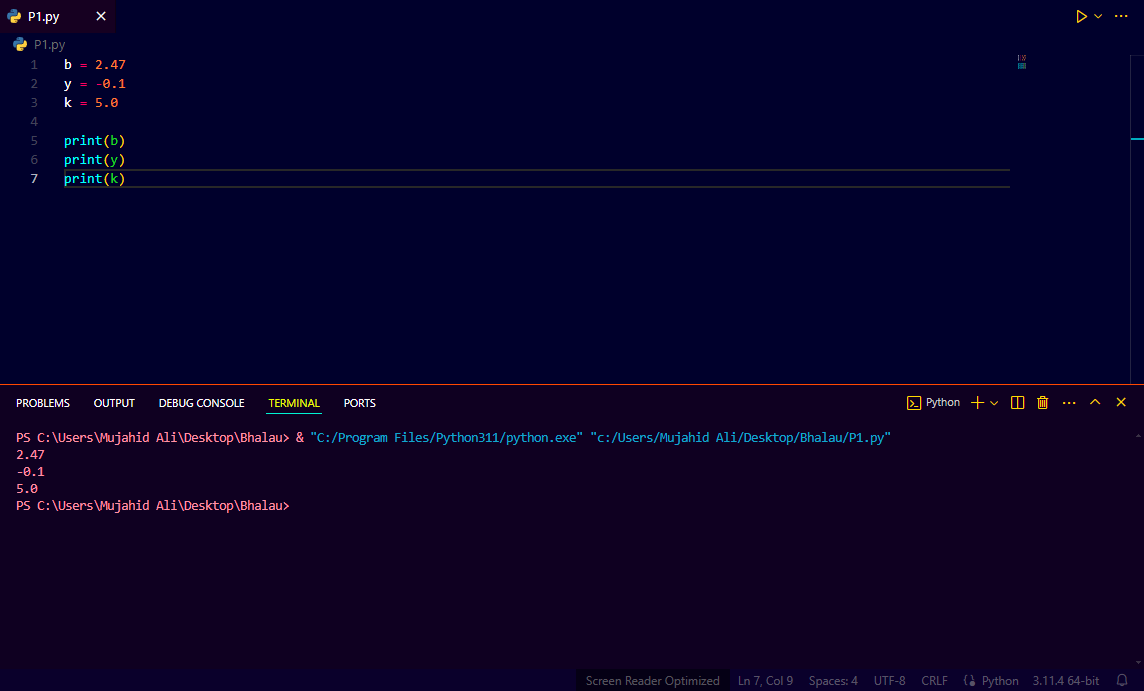 P1.py
P1.py
1 b = 2.47
2 y = -0.1
3 k = 5.0
4
5 print(b)
6 print(y)
7 print(k)
PROBLEMS OUTPUT DEBUG CONSOLE TERMINAL PORTS Python
PS C:\Users\Mujahid Ali\Desktop\Bhalau> & "C:/Program Files/Python311/python.exe" "c:/Users/Mujahid Ali/Desktop/Bhalau/P1.py"
2.47
-0.1
5.0
PS C:\Users\Mujahid Ali\Desktop\Bhalau>
Screen Reader Optimized Ln 7, Col 9 Spaces: 4 UTF-8 CRLF Python 3.11.4 64-bit